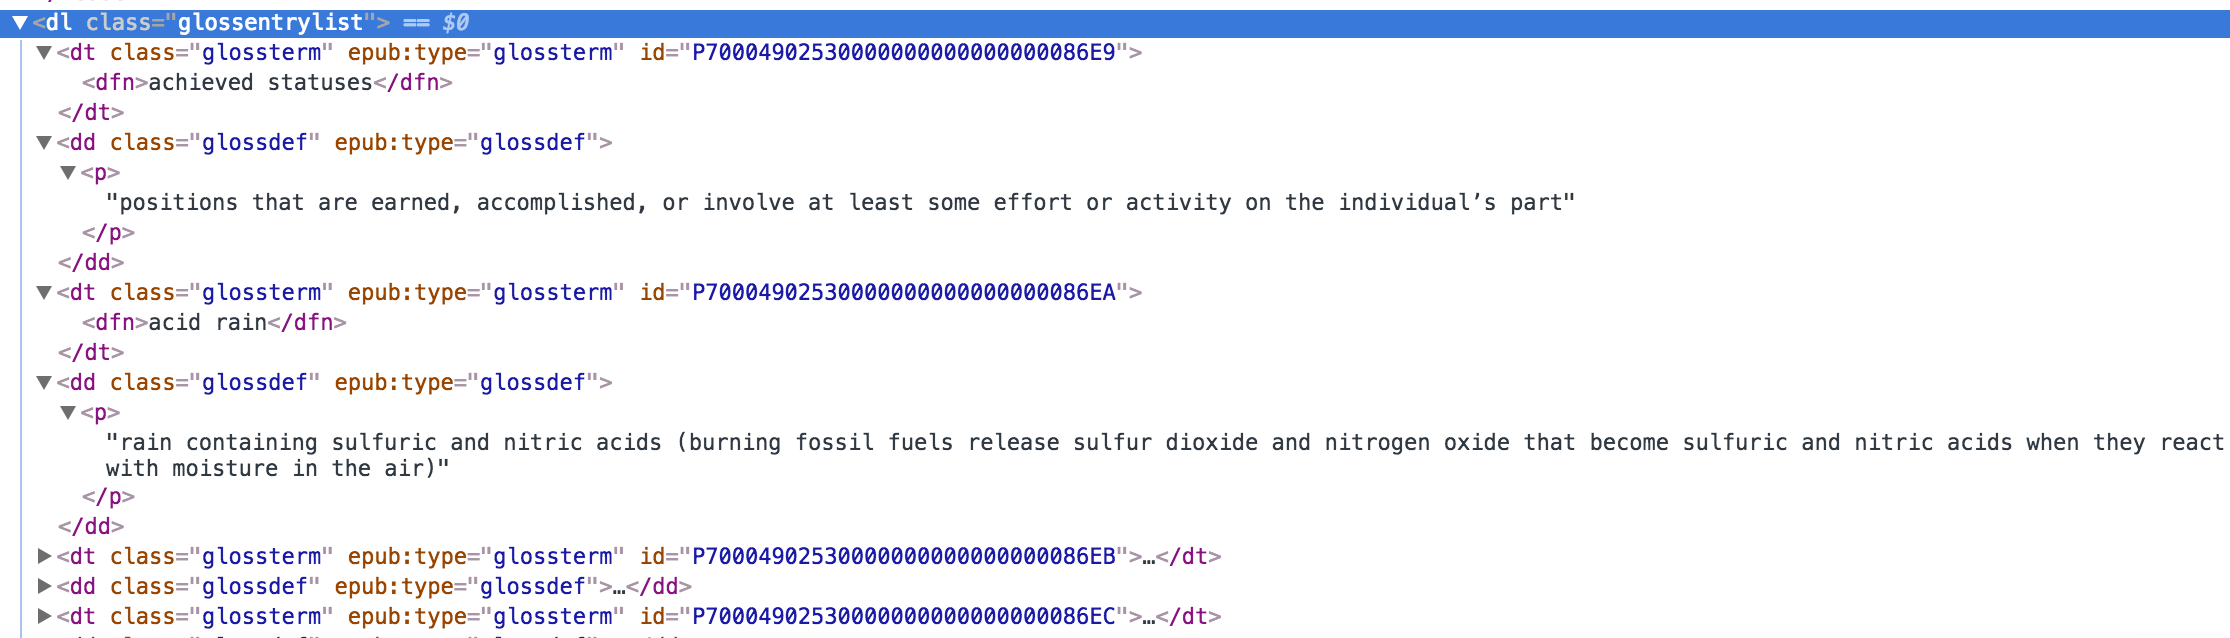 ▼<dl class="glossentrylist"> == $0
▼<dt class="glossterm" epub:type="glossterm" id="P70004902530000000000000000086E9">
<dfn>achieved statuses</dfn>
</dt>
▼<dd class="glossdef" epub:type="glossdef">
▼<p>
"positions that are earned, accomplished, or involve at least some effort or activity on the individual’s part"
</p>
</dd>
▼<dt class="glossterm" epub:type="glossterm" id="P70004902530000000000000000086EA">
<dfn>acid rain</dfn>
</dt>
▼<dd class="glossdef" epub:type="glossdef">
▼<p>
"rain containing sulfuric and nitric acids (burning fossil fuels release sulfur dioxide and nitrogen oxide that become sulfuric and nitric acids when they react
with moisture in the air)"
</p>
</dd>
▶<dt class="glossterm" epub:type="glossterm" id="P70004902530000000000000000086EB">…</dt>
▶<dd class="glossdef" epub:type="glossdef">…</dd>
▶<dt class="glossterm" epub:type="glossterm" id="P70004902530000000000000000086EC">…</dt>